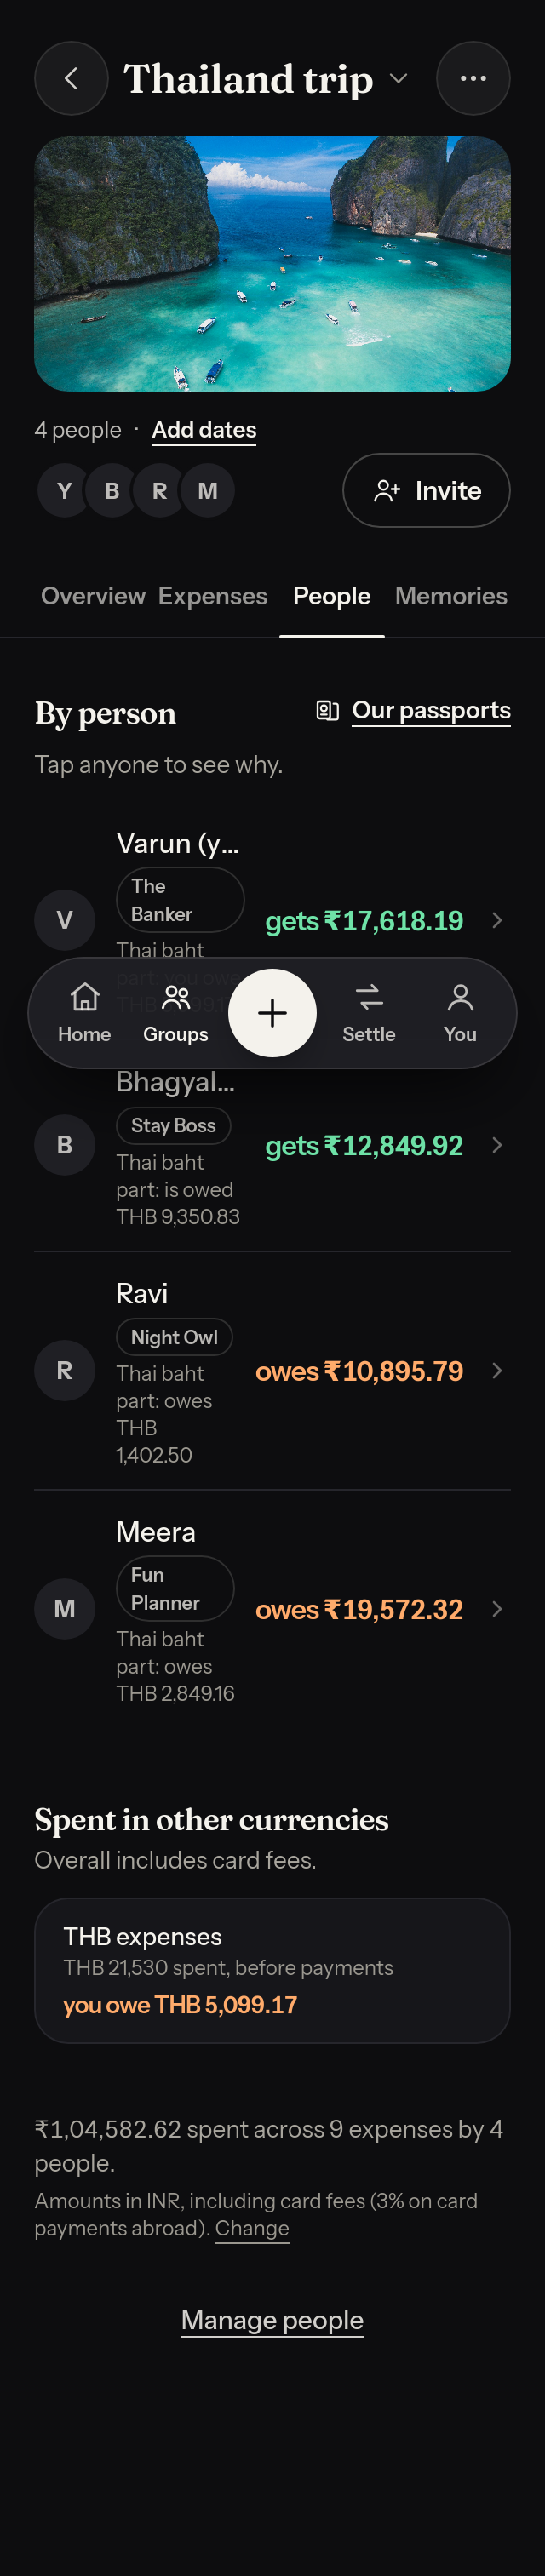 Thailand trip
4 people · Add dates
Y B R M
Invite
Overview Expenses People Memories
By person
Our passports
Tap anyone to see why.
Varun (y...
The
Banker
V
gets ₹17,618.19
Thai baht
part: you owe
Home Groups Settle You
Bhagyal...
Stay Boss
B
gets ₹12,849.92
Thai baht
part: is owed
THB 9,350.83
Ravi
Night Owl
R
owes ₹10,895.79
Thai baht
part: owes
THB
1,402.50
Meera
Fun
Planner
M
owes ₹19,572.32
Thai baht
part: owes
THB 2,849.16
Spent in other currencies
Overall includes card fees.
THB expenses
THB 21,530 spent, before payments
you owe THB 5,099.17
₹1,04,582.62 spent across 9 expenses by 4
people.
Amounts in INR, including card fees (3% on card
payments abroad). Change
Manage people